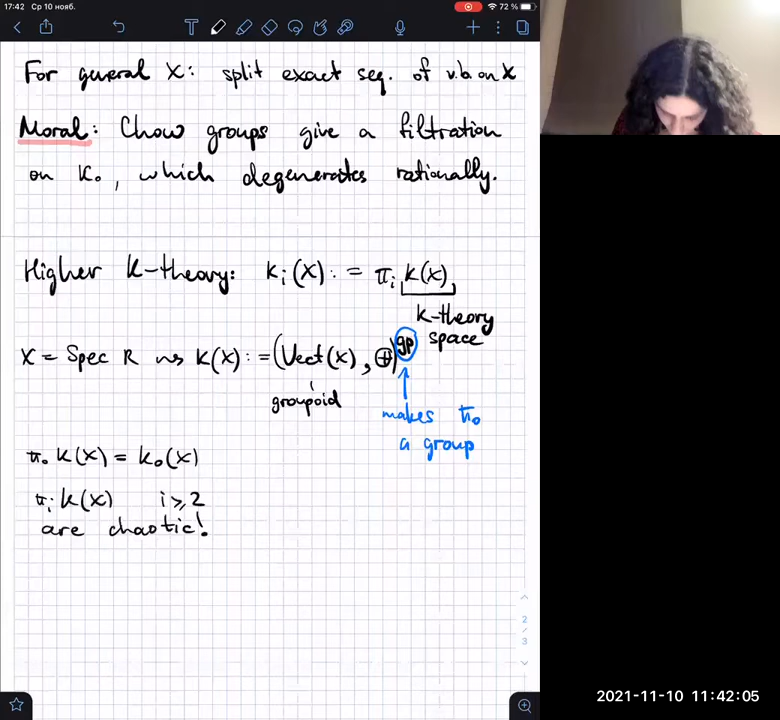 17:42 Ср 10 нояб.
72 %
For general X: split exact seq. of v.b. on X
Moral: Chow groups give a filtration
on K₀, which degenerates rationally.
Higher K-theory: Kᵢ(X) := πᵢ K(X)
K-theory
space
X = Spec R ⇝ K(X) := (Vect(X), ⊕)^gp
groupoid
makes π₀
a group
π₀ K(X) = K₀(X)
πᵢ K(X) i ⩾ 2
are chaotic!
2
/
3
2021-11-10 11:42:05